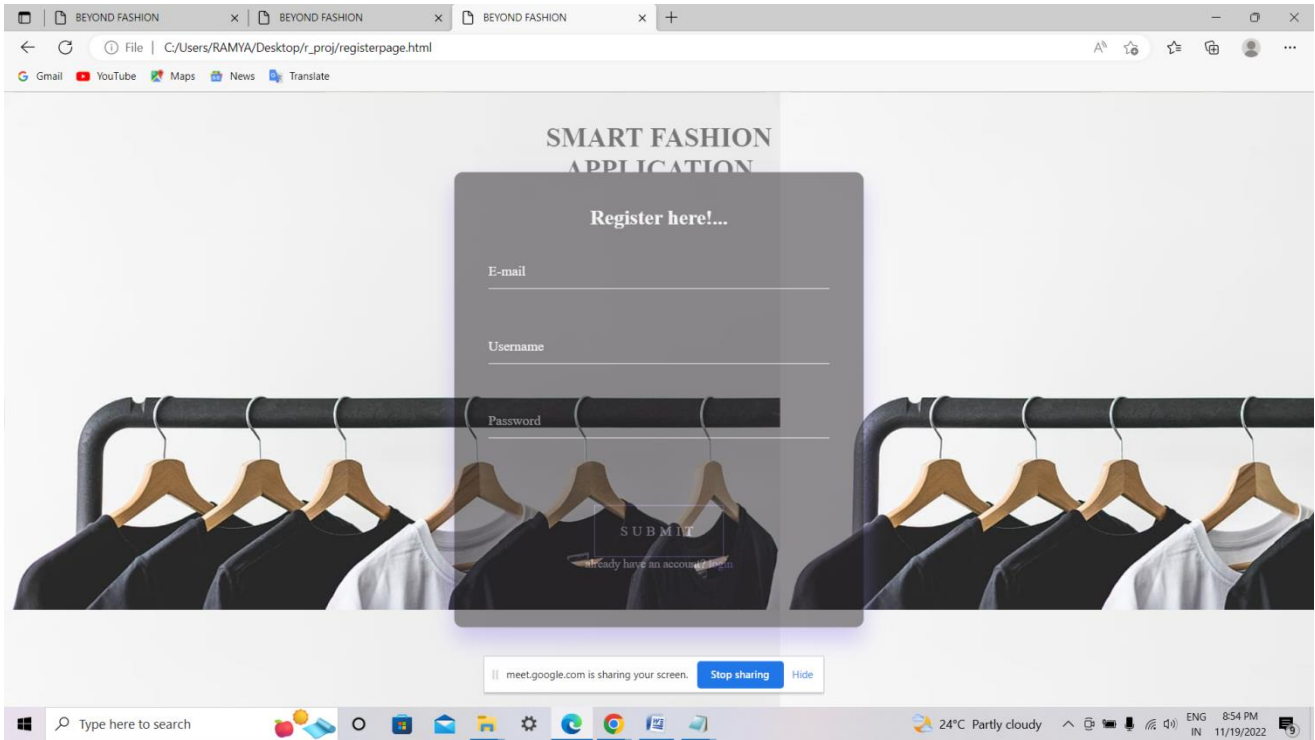 BEYOND FASHION BEYOND FASHION BEYOND FASHION
File C:/Users/RAMYA/Desktop/r_proj/registerpage.html
Gmail YouTube Maps News Translate
SMART FASHION
APPLICATION
Register here!...
E-mail
Username
Password
SUBMIT
already have an account? login
meet.google.com is sharing your screen. Stop sharing Hide
Type here to search 24°C Partly cloudy ENG 8:54 PM
IN 11/19/2022 9